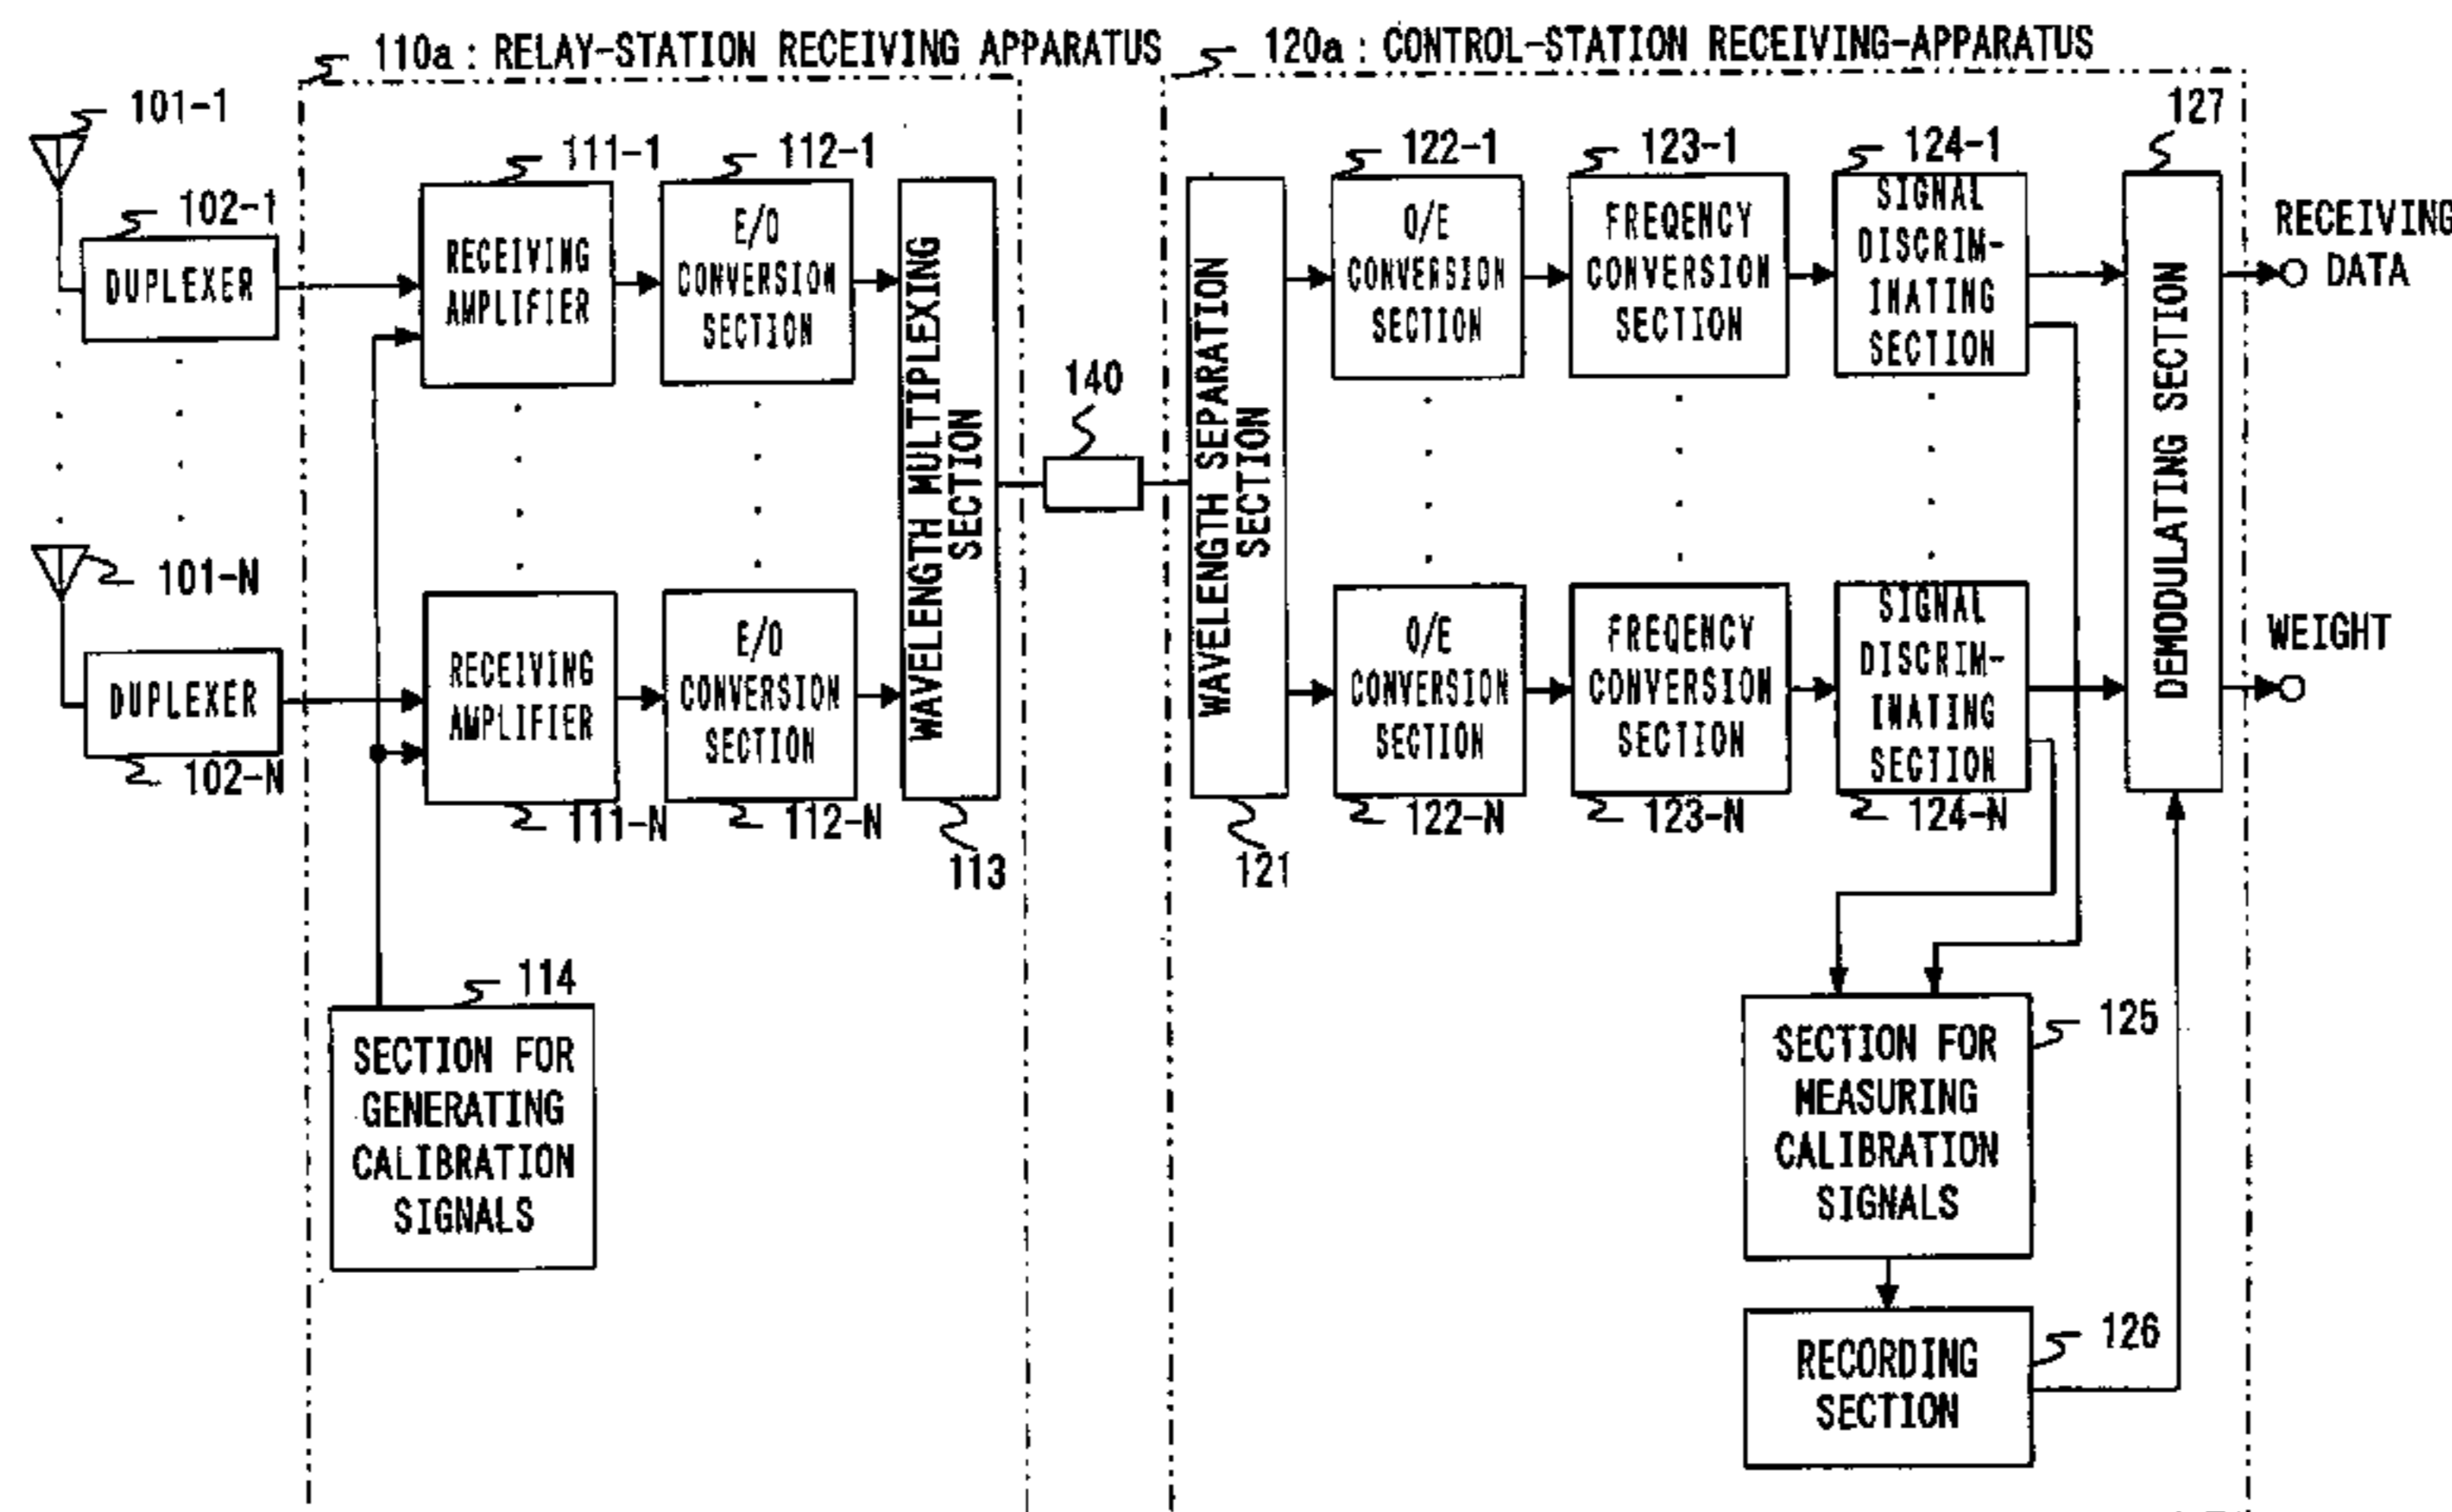 110a : RELAY-STATION RECEIVING APPARATUS
120a : CONTROL-STATION RECEIVING-APPARATUS
101-1
102-1
DUPLEXER
111-1
RECEIVING
AMPLIFIER
112-1
E/O
CONVERSION
SECTION
WAVELENGTH MULTIPLEXING
SECTION
140
WAVELENGTH SEPARATION
SECTION
122-1
O/E
CONVERSION
SECTION
123-1
FREQENCY
CONVERSION
SECTION
124-1
SIGNAL
DISCRIM-
INATING
SECTION
127
DEMODULATING SECTION
RECEIVING
DATA
101-N
DUPLEXER
102-N
RECEIVING
AMPLIFIER
111-N
E/O
CONVERSION
SECTION
112-N
113
121
O/E
CONVERSION
SECTION
122-N
FREQENCY
CONVERSION
SECTION
123-N
SIGNAL
DISCRIM-
INATING
SECTION
124-N
WEIGHT
114
SECTION FOR
GENERATING
CALIBRATION
SIGNALS
125
SECTION FOR
MEASURING
CALIBRATION
SIGNALS
126
RECORDING
SECTION